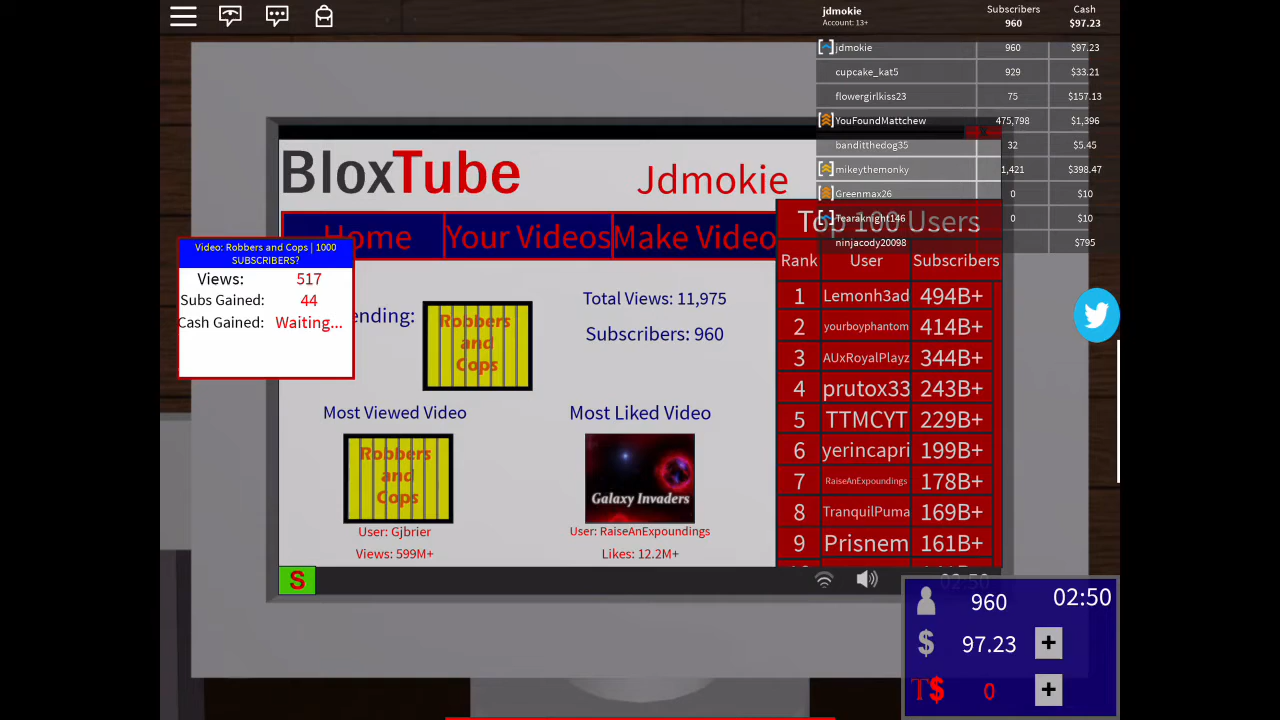 jdmokie
Account: 13+
Subscribers
960
Cash
$97.23
jdmokie 960 $97.23
cupcake_kat5 929 $33.21
flowergirlkiss23 75 $157.13
YouFoundMattchew 475,798 $1,396
banditthedog35 32 $5.45
mikeythemonky 1,421 $398.47
Greenmax26 0 $10
Tearaknight146 0 $10
ninjacody20098 $795
BloxTube
Jdmokie
Home Your Videos Make Video
Top 100 Users
Rank User Subscribers
1 Lemonh3ad 494B+
2 yourboyphantom 414B+
3 AUxRoyalPlayz 344B+
4 prutox33 243B+
5 TTMCYT 229B+
6 yerincapri 199B+
7 RaiseAnExpoundings 178B+
8 TranquilPuma 169B+
9 Prisnem 161B+
Video: Robbers and Cops | 1000
SUBSCRIBERS?
Views: 517
Subs Gained: 44
Cash Gained: Waiting...
ending:
Robbers
and
Cops
Total Views: 11,975
Subscribers: 960
Most Viewed Video
Robbers
and
Cops
User: Gjbrier
Views: 599M+
Most Liked Video
Galaxy Invaders
User: RaiseAnExpoundings
Likes: 12.2M+
S
02:50
960 02:50
$ 97.23 +
T$ 0 +